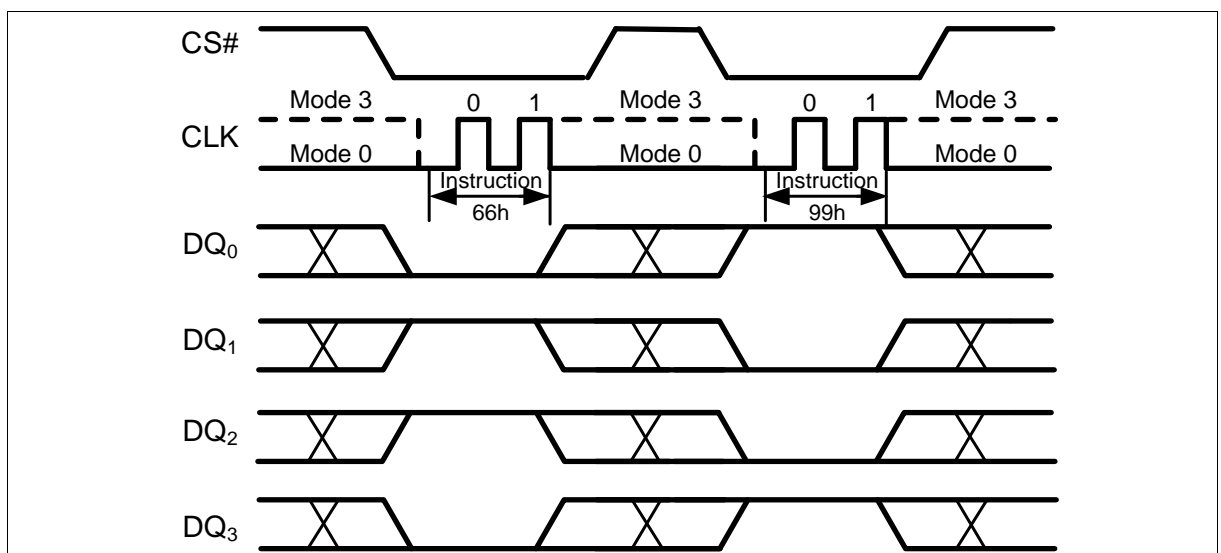 CS#
Mode 3 0 1 Mode 3 0 1 Mode 3
CLK
Mode 0 Mode 0 Mode 0
Instruction Instruction
66h 99h
DQ0
DQ1
DQ2
DQ3